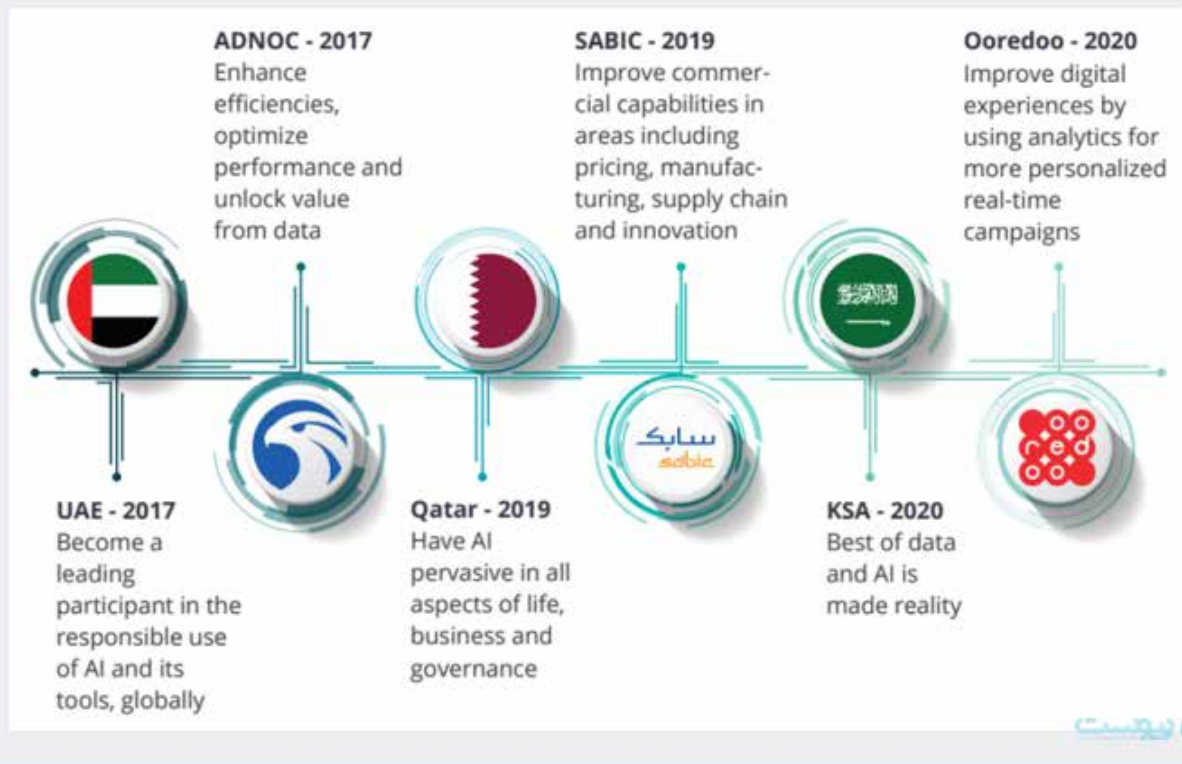 ADNOC - 2017
Enhance
efficiencies,
optimize
performance and
unlock value
from data
SABIC - 2019
Improve commer-
cial capabilities in
areas including
pricing, manufac-
turing, supply chain
and innovation
Ooredoo - 2020
Improve digital
experiences by
using analytics for
more personalized
real-time
campaigns
سابك
sabic
ooredoo
UAE - 2017
Become a
leading
participant in the
responsible use
of AI and its
tools, globally
Qatar - 2019
Have AI
pervasive in all
aspects of life,
business and
governance
KSA - 2020
Best of data
and AI is
made reality